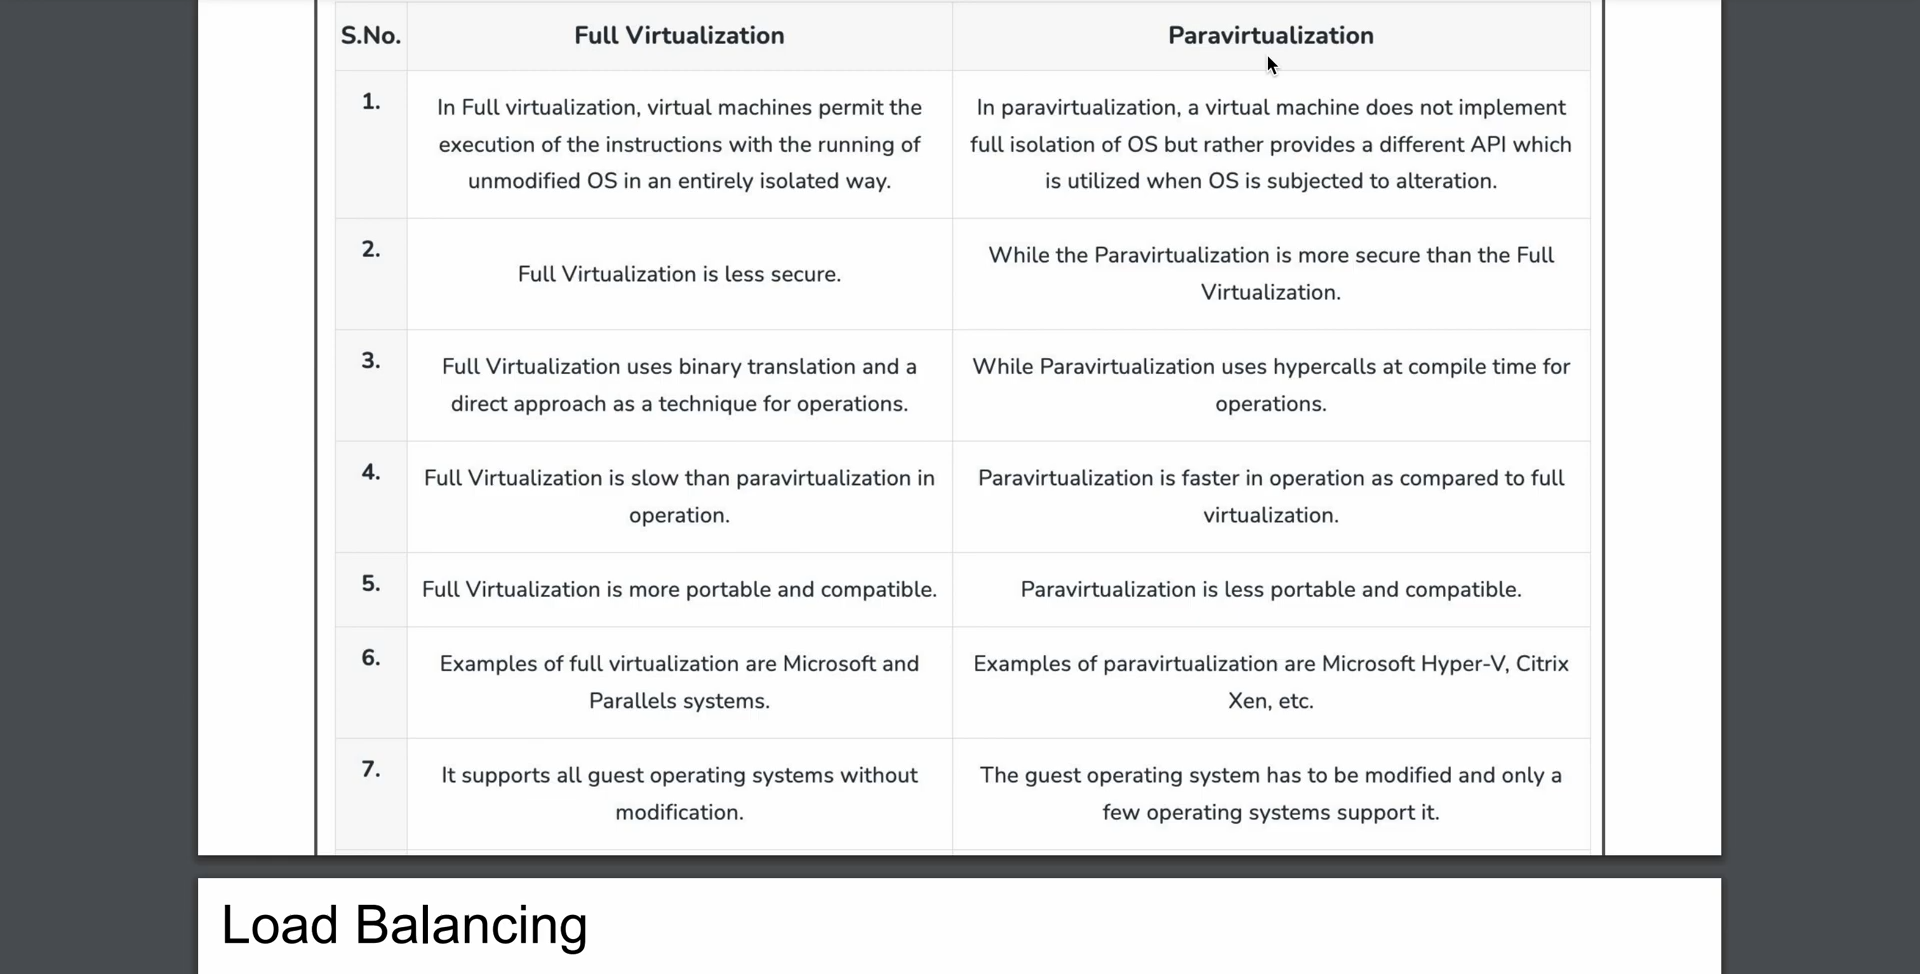 S.No. Full Virtualization Paravirtualization
1.
In Full virtualization, virtual machines permit the
execution of the instructions with the running of
unmodified OS in an entirely isolated way.
In paravirtualization, a virtual machine does not implement
full isolation of OS but rather provides a different API which
is utilized when OS is subjected to alteration.
2.
Full Virtualization is less secure.
While the Paravirtualization is more secure than the Full
Virtualization.
3.
Full Virtualization uses binary translation and a
direct approach as a technique for operations.
While Paravirtualization uses hypercalls at compile time for
operations.
4.
Full Virtualization is slow than paravirtualization in
operation.
Paravirtualization is faster in operation as compared to full
virtualization.
5.
Full Virtualization is more portable and compatible.
Paravirtualization is less portable and compatible.
6.
Examples of full virtualization are Microsoft and
Parallels systems.
Examples of paravirtualization are Microsoft Hyper-V, Citrix
Xen, etc.
7.
It supports all guest operating systems without
modification.
The guest operating system has to be modified and only a
few operating systems support it.
Load Balancing